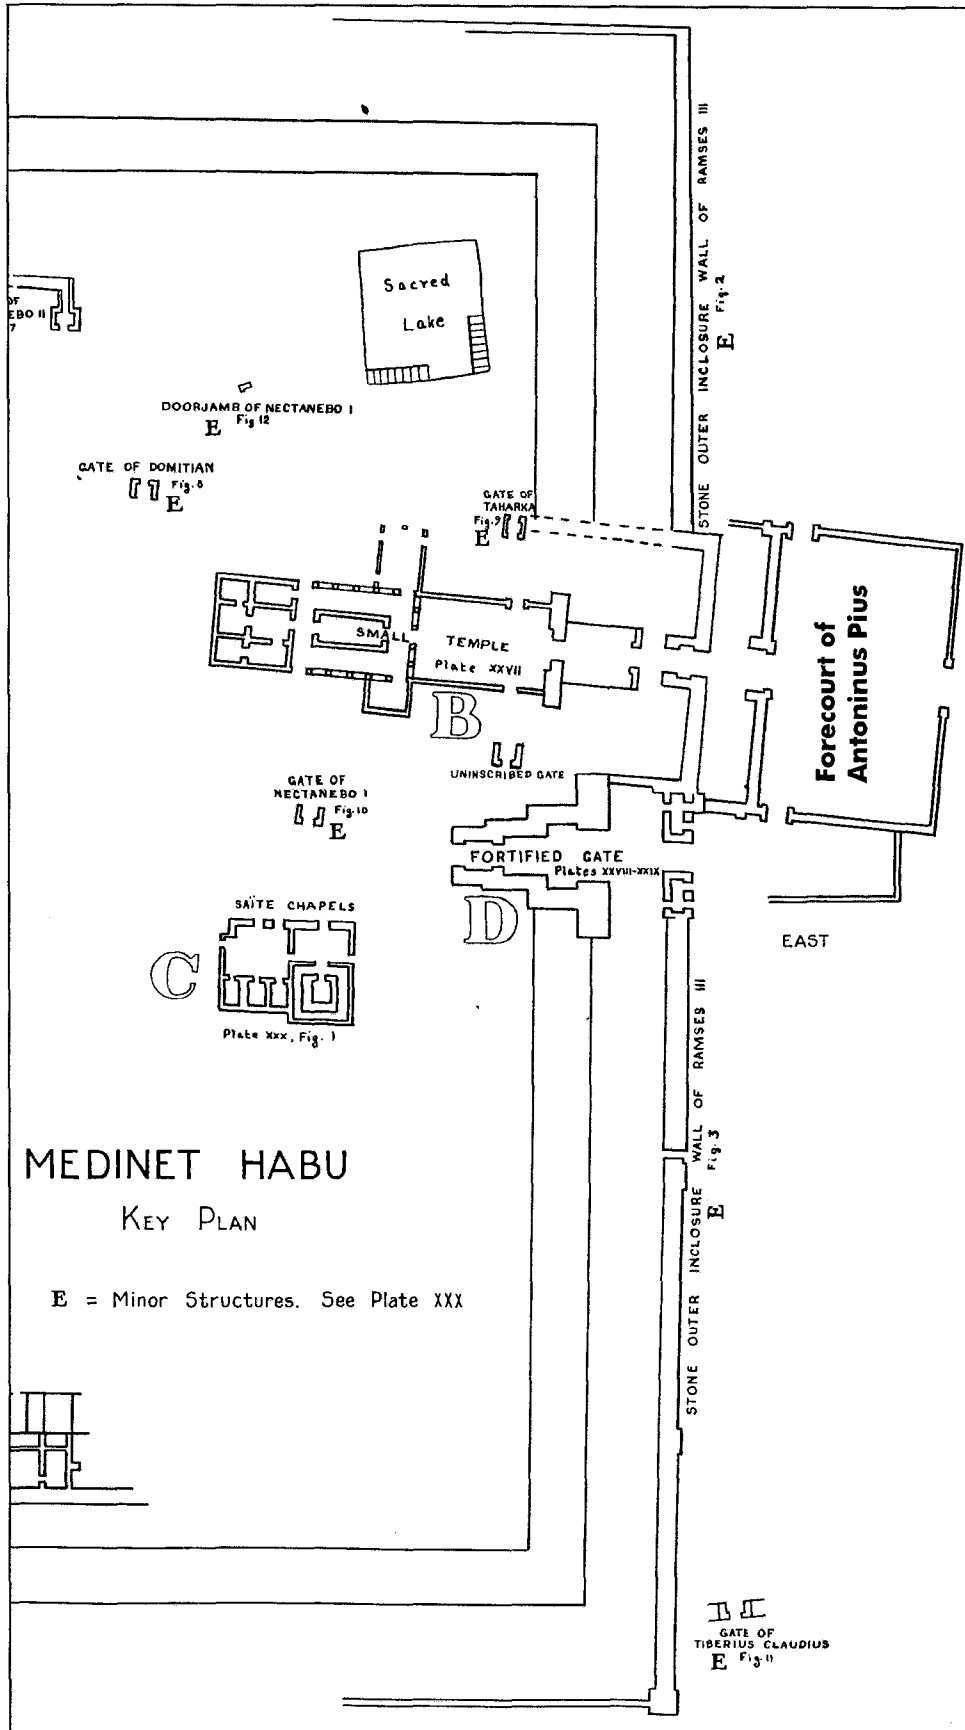 Sacred
Lake
STONE OUTER INCLOSURE WALL OF RAMSES III
E Fig. 2
OF
EBO II
7
DOORJAMB OF NECTANEBO I
E Fig 12
GATE OF DOMITIAN
Fig. 8
E
GATE OF
TAHARKA
Fig. 9
E
SMALL TEMPLE
Plate XXVII
B
Forecourt of
Antoninus Pius
UNINSCRIBED GATE
GATE OF
NECTANEBO I
Fig. 10
E
FORTIFIED GATE
Plates XXVIII-XXIX
D
SAÏTE CHAPELS
C
Plate XXX, Fig. 1
EAST
STONE OUTER INCLOSURE WALL OF RAMSES III
E Fig. 3
MEDINET HABU
KEY PLAN
E = Minor Structures. See Plate XXX
GATE OF
TIBERIUS CLAUDIUS
E Fig. 11